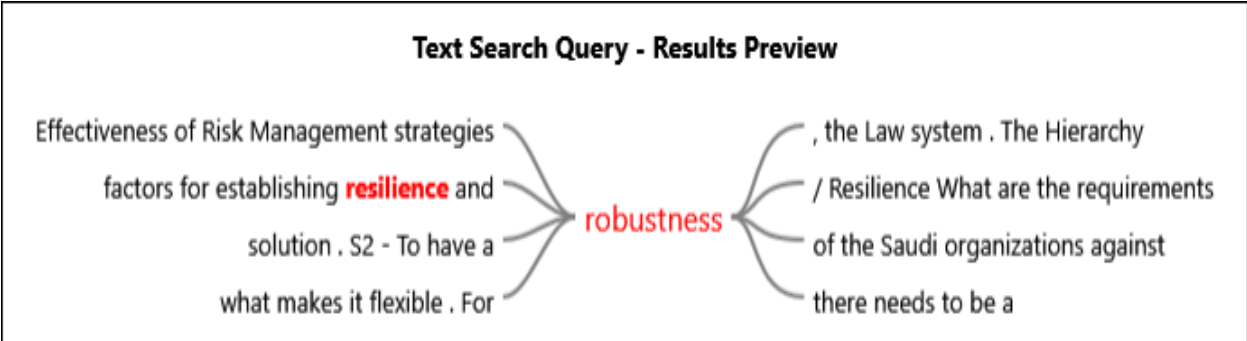 Text Search Query - Results Preview
Effectiveness of Risk Management strategies
factors for establishing resilience and
solution . S2 - To have a
what makes it flexible . For
robustness
, the Law system . The Hierarchy
/ Resilience What are the requirements
of the Saudi organizations against
there needs to be a